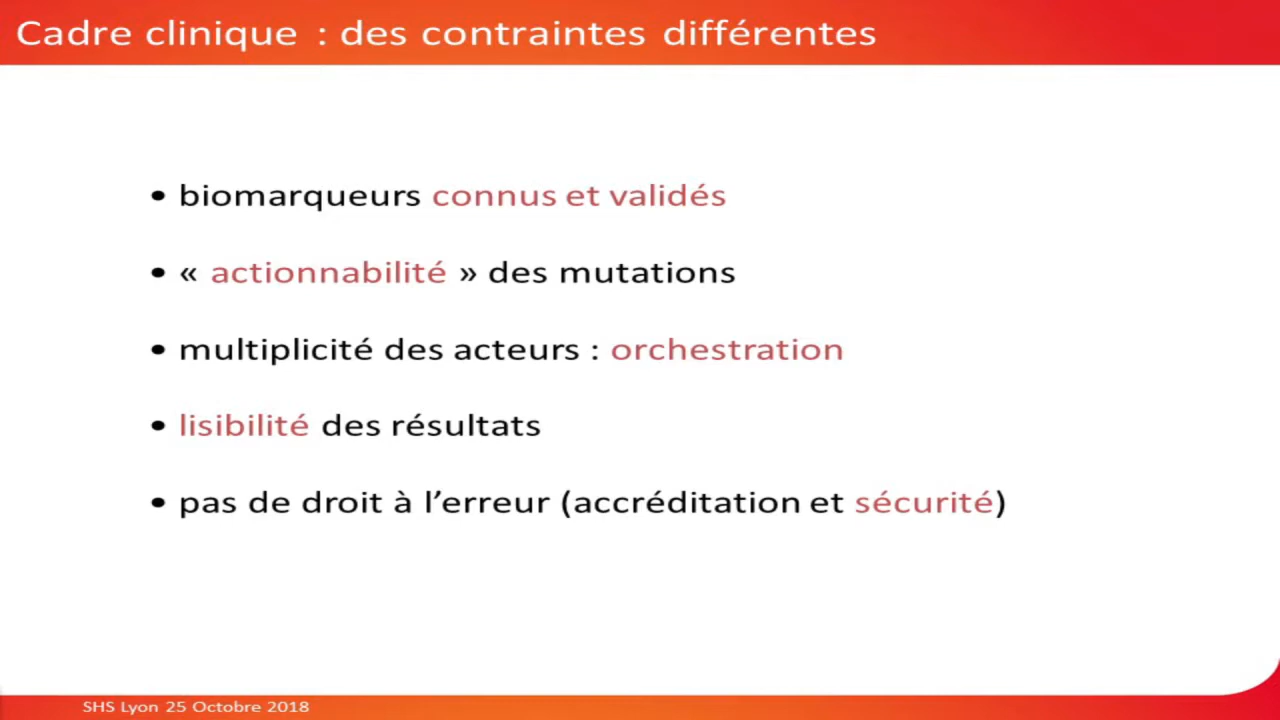 Cadre clinique : des contraintes différentes
• biomarqueurs connus et validés
• « actionnabilité » des mutations
• multiplicité des acteurs : orchestration
• lisibilité des résultats
• pas de droit à l’erreur (accréditation et sécurité)
SHS Lyon 25 Octobre 2018